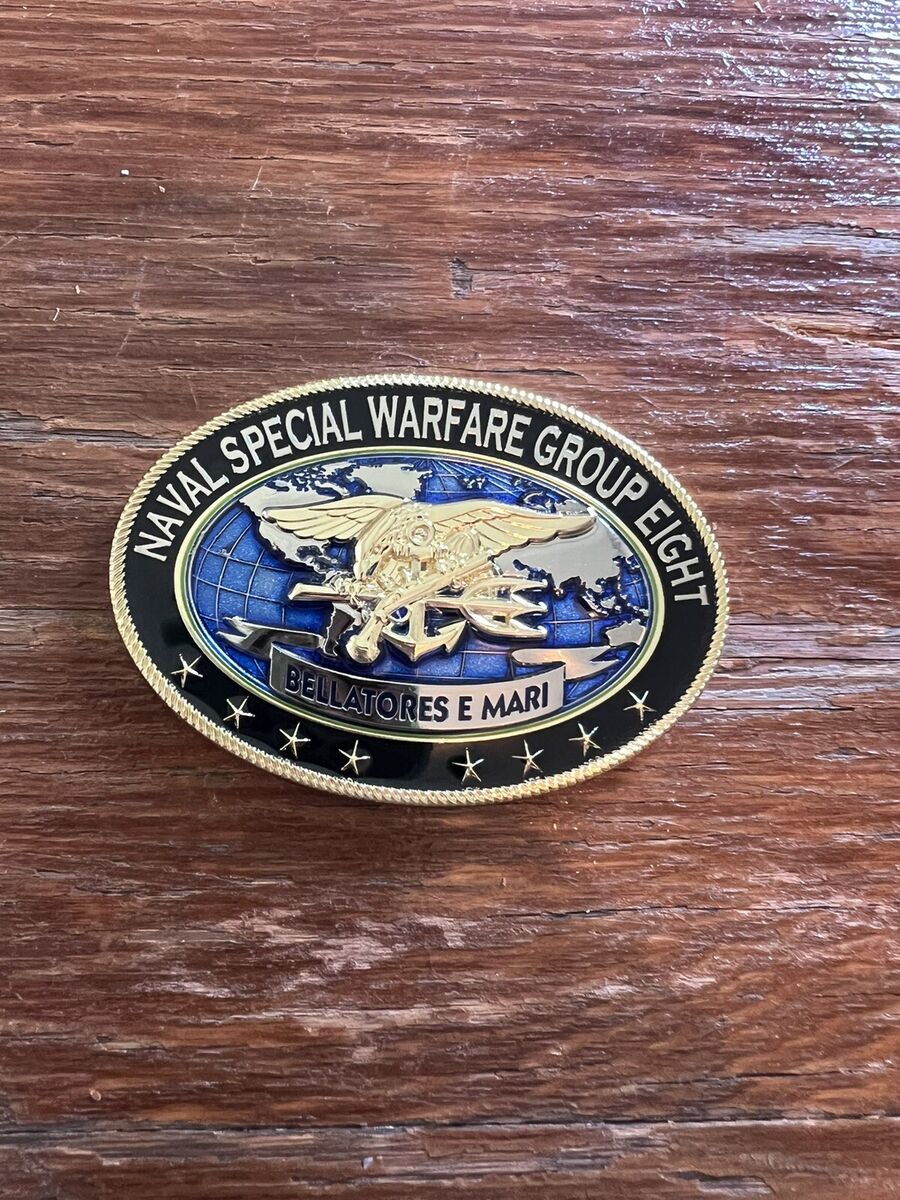 NAVAL SPECIAL WARFARE GROUP EIGHT
BELLATORES E MARI